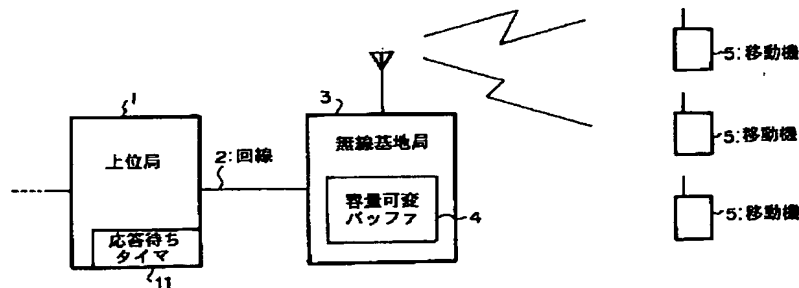 1
上位局
応答待ち
タイマ
11
2:回線
3
無線基地局
容量可変
バッファ
4
5:移動機
5:移動機
5:移動機